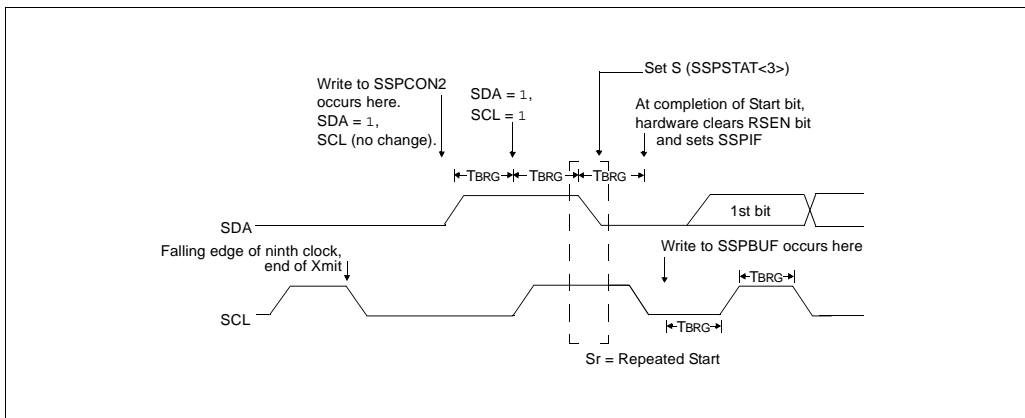 Set S (SSPSTAT<3>)
Write to SSPCON2
occurs here.
SDA = 1,
SCL (no change).
SDA = 1,
SCL = 1
At completion of Start bit,
hardware clears RSEN bit
and sets SSPIF
TBRG
TBRG
TBRG
SDA
1st bit
Falling edge of ninth clock,
end of Xmit
Write to SSPBUF occurs here
TBRG
SCL
TBRG
Sr = Repeated Start